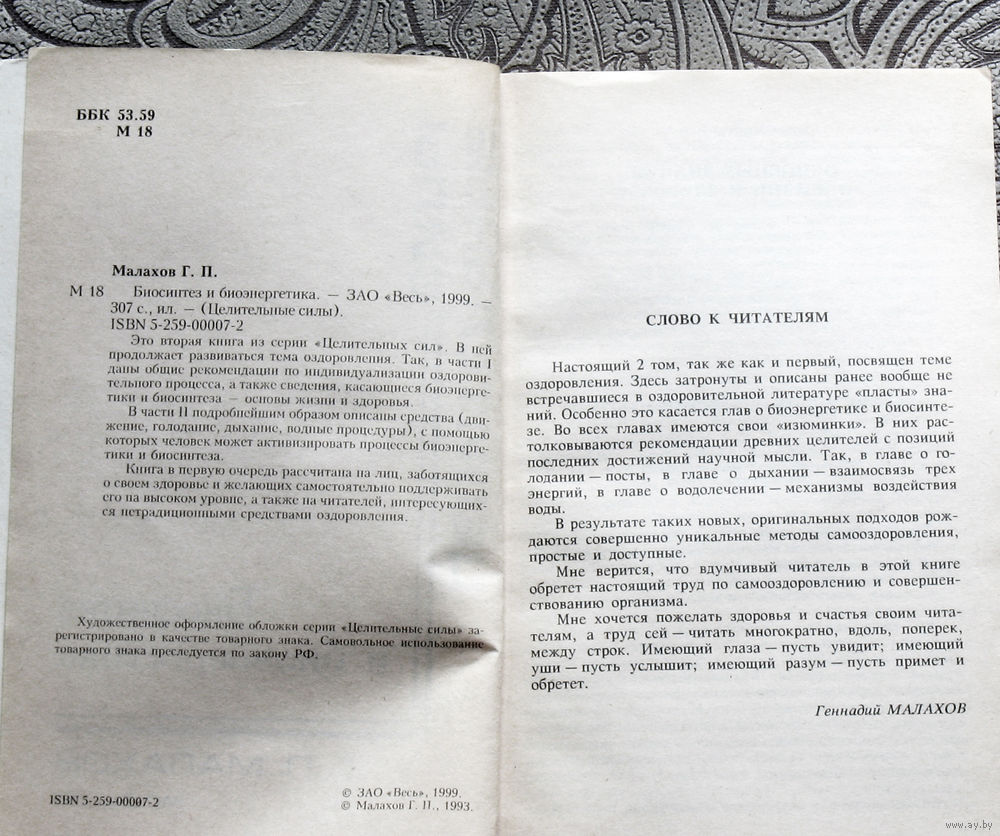 ББК 53.59
М 18
Малахов Г. П.
М 18 Биосинтез и биоэнергетика. — ЗАО «Весь», 1999. —
307 с., ил. — (Целительные силы).
ISBN 5-259-00007-2
Это вторая книга из серии «Целительных сил». В ней
продолжает развиваться тема оздоровления. Так, в части I
даны общие рекомендации по индивидуализации оздорови-
тельного процесса, а также сведения, касающиеся биоэнерге-
тики и биосинтеза — основы жизни и здоровья.
В части II подробнейшим образом описаны средства (дви-
жение, голодание, дыхание, водные процедуры), с помощью
которых человек может активизировать процессы биоэнерге-
тики и биосинтеза.
Книга в первую очередь рассчитана на лиц, заботящихся
о своем здоровье и желающих самостоятельно поддерживать
его на высоком уровне, а также на читателей, интересующих-
ся нетрадиционными средствами оздоровления.
Художественное оформление обложки серии «Целительные силы» за-
регистрировано в качестве товарного знака. Самовольное использование
товарного знака преследуется по закону РФ.
ISBN 5-259-00007-2
© ЗАО «Весь», 1999.
© Малахов Г. П., 1993.
СЛОВО К ЧИТАТЕЛЯМ
Настоящий 2 том, так же как и первый, посвящен теме
оздоровления. Здесь затронуты и описаны ранее вообще не
встречавшиеся в оздоровительной литературе «пласты» зна-
ний. Особенно это касается глав о биоэнергетике и биосинте-
зе. Во всех главах имеются свои «изюминки». В них рас-
толковываются рекомендации древних целителей с позиций
последних достижений научной мысли. Так, в главе о го-
лодании — посты, в главе о дыхании — взаимосвязь трех
энергий, в главе о водолечении — механизмы воздействия
воды.
В результате таких новых, оригинальных подходов рож-
даются совершенно уникальные методы самооздоровления,
простые и доступные.
Мне верится, что вдумчивый читатель в этой книге
обретет настоящий труд по самооздоровлению и совершен-
ствованию организма.
Мне хочется пожелать здоровья и счастья своим чита-
телям, а труд сей — читать многократно, вдоль, поперек,
между строк. Имеющий глаза — пусть увидит; имеющий
уши — пусть услышит; имеющий разум — пусть примет и
обретет.
Геннадий МАЛАХОВ
www.ay.by